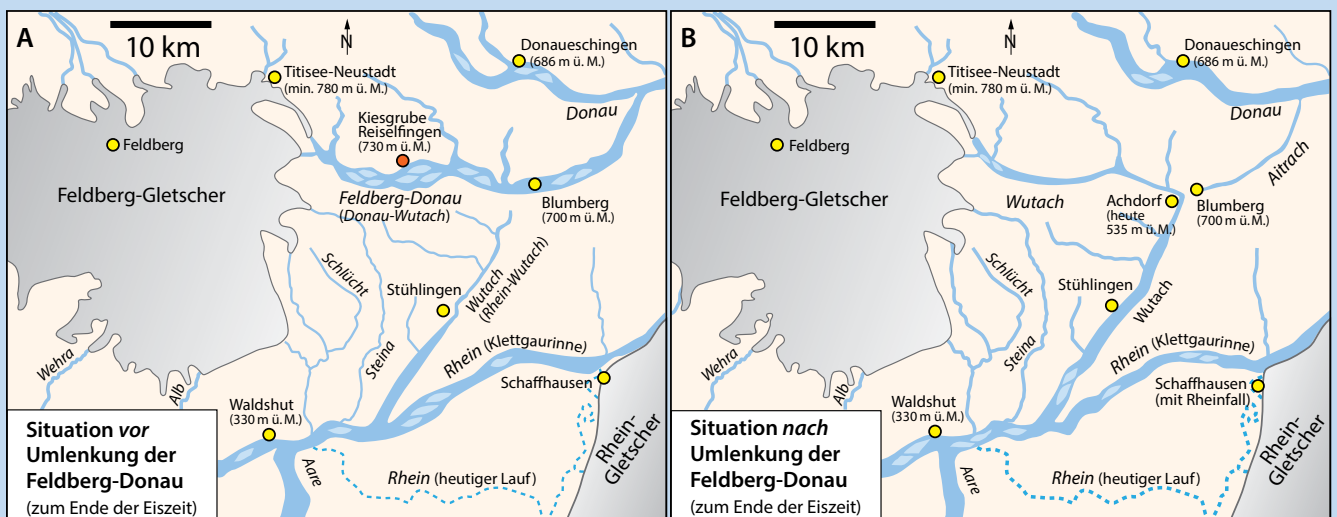 A
10 km
N
Donaueschingen
(686 m ü. M.)
Titisee-Neustadt
(min. 780 m ü. M.)
Donau
Kiesgrube
Reiselfingen
(730 m ü. M.)
Feldberg
Feldberg-Gletscher
Feldberg-Donau
(Donau-Wutach)
Blumberg
(700 m ü. M.)
Schlücht
Wutach
(Rhein-Wutach)
Stühlingen
Steina
Rhein (Klettgaurinne)
Wehra
Alb
Schaffhausen
Waldshut
(330 m ü. M.)
Aare
Rhein (heutiger Lauf)
Rhein-
Gletscher
Situation vor
Umlenkung der
Feldberg-Donau
(zum Ende der Eiszeit)
B
10 km
N
Donaueschingen
(686 m ü. M.)
Titisee-Neustadt
(min. 780 m ü. M.)
Donau
Feldberg
Aitrach
Feldberg-Gletscher
Wutach
Achdorf
(heute
535 m ü. M.)
Blumberg
(700 m ü. M.)
Schlücht
Stühlingen
Wutach
Steina
Rhein (Klettgaurinne)
Wehra
Alb
Schaffhausen
(mit Rheinfall)
Waldshut
(330 m ü. M.)
Aare
Rhein (heutiger Lauf)
Rhein-
Gletscher
Situation nach
Umlenkung der
Feldberg-Donau
(zum Ende der Eiszeit)